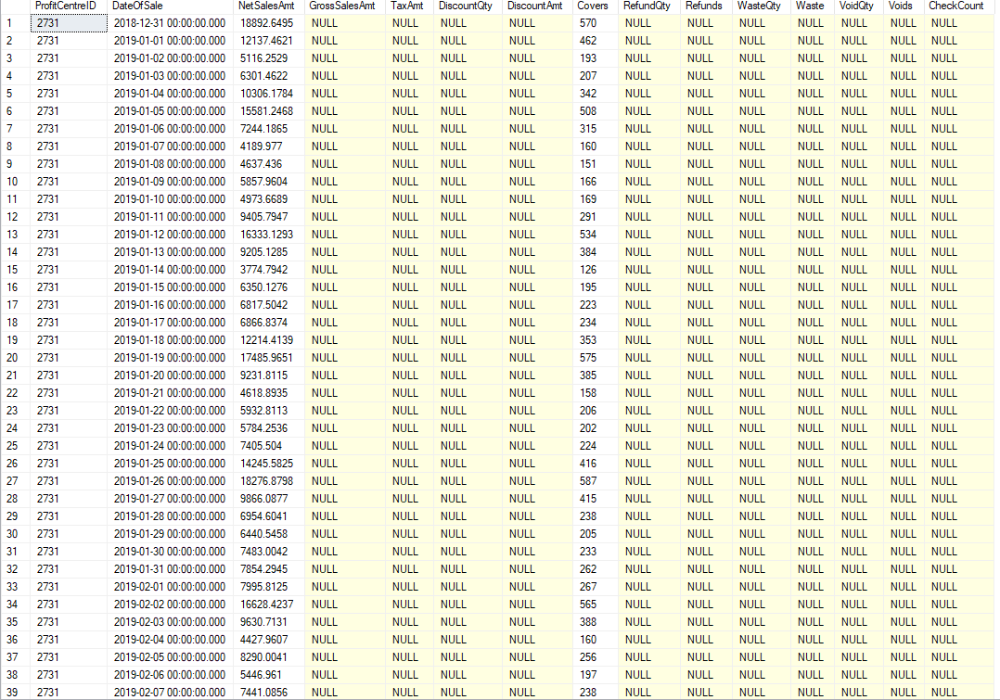 ProfitCentreID DateOfSale NetSalesAmt GrossSalesAmt TaxAmt DiscountQty DiscountAmt Covers RefundQty Refunds WasteQty Waste VoidQty Voids CheckCount
1 2731 2018-12-31 00:00:00.000 18892.6495 NULL NULL NULL NULL 570 NULL NULL NULL NULL NULL NULL NULL
2 2731 2019-01-01 00:00:00.000 12137.4621 NULL NULL NULL NULL 462 NULL NULL NULL NULL NULL NULL NULL
3 2731 2019-01-02 00:00:00.000 5116.2529 NULL NULL NULL NULL 193 NULL NULL NULL NULL NULL NULL NULL
4 2731 2019-01-03 00:00:00.000 6301.4622 NULL NULL NULL NULL 207 NULL NULL NULL NULL NULL NULL NULL
5 2731 2019-01-04 00:00:00.000 10306.1784 NULL NULL NULL NULL 342 NULL NULL NULL NULL NULL NULL NULL
6 2731 2019-01-05 00:00:00.000 15581.2468 NULL NULL NULL NULL 508 NULL NULL NULL NULL NULL NULL NULL
7 2731 2019-01-06 00:00:00.000 7244.1865 NULL NULL NULL NULL 315 NULL NULL NULL NULL NULL NULL NULL
8 2731 2019-01-07 00:00:00.000 4189.977 NULL NULL NULL NULL 160 NULL NULL NULL NULL NULL NULL NULL
9 2731 2019-01-08 00:00:00.000 4637.436 NULL NULL NULL NULL 151 NULL NULL NULL NULL NULL NULL NULL
10 2731 2019-01-09 00:00:00.000 5857.9604 NULL NULL NULL NULL 166 NULL NULL NULL NULL NULL NULL NULL
11 2731 2019-01-10 00:00:00.000 4973.6689 NULL NULL NULL NULL 169 NULL NULL NULL NULL NULL NULL NULL
12 2731 2019-01-11 00:00:00.000 9405.7947 NULL NULL NULL NULL 291 NULL NULL NULL NULL NULL NULL NULL
13 2731 2019-01-12 00:00:00.000 16333.1293 NULL NULL NULL NULL 534 NULL NULL NULL NULL NULL NULL NULL
14 2731 2019-01-13 00:00:00.000 9205.1285 NULL NULL NULL NULL 384 NULL NULL NULL NULL NULL NULL NULL
15 2731 2019-01-14 00:00:00.000 3774.7942 NULL NULL NULL NULL 126 NULL NULL NULL NULL NULL NULL NULL
16 2731 2019-01-15 00:00:00.000 6350.1276 NULL NULL NULL NULL 195 NULL NULL NULL NULL NULL NULL NULL
17 2731 2019-01-16 00:00:00.000 6817.5042 NULL NULL NULL NULL 223 NULL NULL NULL NULL NULL NULL NULL
18 2731 2019-01-17 00:00:00.000 6866.8374 NULL NULL NULL NULL 234 NULL NULL NULL NULL NULL NULL NULL
19 2731 2019-01-18 00:00:00.000 12214.4139 NULL NULL NULL NULL 353 NULL NULL NULL NULL NULL NULL NULL
20 2731 2019-01-19 00:00:00.000 17485.9651 NULL NULL NULL NULL 575 NULL NULL NULL NULL NULL NULL NULL
21 2731 2019-01-20 00:00:00.000 9231.8115 NULL NULL NULL NULL 385 NULL NULL NULL NULL NULL NULL NULL
22 2731 2019-01-21 00:00:00.000 4618.8935 NULL NULL NULL NULL 158 NULL NULL NULL NULL NULL NULL NULL
23 2731 2019-01-22 00:00:00.000 5932.8113 NULL NULL NULL NULL 206 NULL NULL NULL NULL NULL NULL NULL
24 2731 2019-01-23 00:00:00.000 5784.2536 NULL NULL NULL NULL 202 NULL NULL NULL NULL NULL NULL NULL
25 2731 2019-01-24 00:00:00.000 7405.504 NULL NULL NULL NULL 224 NULL NULL NULL NULL NULL NULL NULL
26 2731 2019-01-25 00:00:00.000 14245.5825 NULL NULL NULL NULL 416 NULL NULL NULL NULL NULL NULL NULL
27 2731 2019-01-26 00:00:00.000 18276.8798 NULL NULL NULL NULL 587 NULL NULL NULL NULL NULL NULL NULL
28 2731 2019-01-27 00:00:00.000 9866.0877 NULL NULL NULL NULL 415 NULL NULL NULL NULL NULL NULL NULL
29 2731 2019-01-28 00:00:00.000 6954.6041 NULL NULL NULL NULL 238 NULL NULL NULL NULL NULL NULL NULL
30 2731 2019-01-29 00:00:00.000 6440.5458 NULL NULL NULL NULL 205 NULL NULL NULL NULL NULL NULL NULL
31 2731 2019-01-30 00:00:00.000 7483.0042 NULL NULL NULL NULL 233 NULL NULL NULL NULL NULL NULL NULL
32 2731 2019-01-31 00:00:00.000 7854.2945 NULL NULL NULL NULL 262 NULL NULL NULL NULL NULL NULL NULL
33 2731 2019-02-01 00:00:00.000 7995.8125 NULL NULL NULL NULL 267 NULL NULL NULL NULL NULL NULL NULL
34 2731 2019-02-02 00:00:00.000 16628.4237 NULL NULL NULL NULL 565 NULL NULL NULL NULL NULL NULL NULL
35 2731 2019-02-03 00:00:00.000 9630.7131 NULL NULL NULL NULL 388 NULL NULL NULL NULL NULL NULL NULL
36 2731 2019-02-04 00:00:00.000 4427.9607 NULL NULL NULL NULL 160 NULL NULL NULL NULL NULL NULL NULL
37 2731 2019-02-05 00:00:00.000 8290.0041 NULL NULL NULL NULL 256 NULL NULL NULL NULL NULL NULL NULL
38 2731 2019-02-06 00:00:00.000 5446.961 NULL NULL NULL NULL 197 NULL NULL NULL NULL NULL NULL NULL
39 2731 2019-02-07 00:00:00.000 7441.0856 NULL NULL NULL NULL 238 NULL NULL NULL NULL NULL NULL NULL